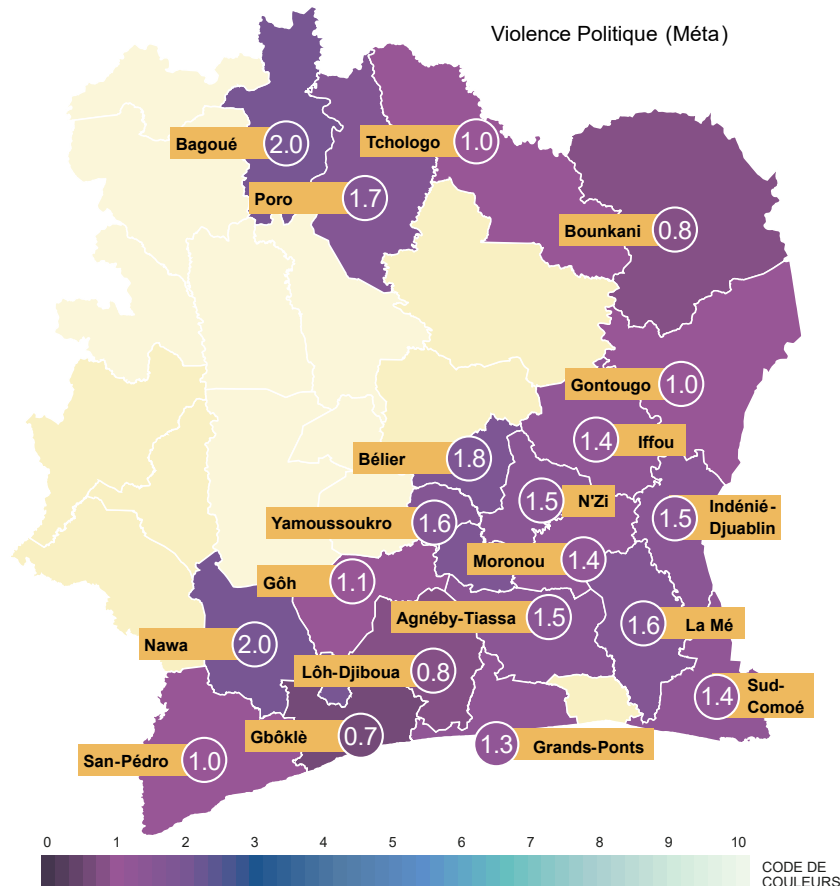 Violence Politique (Méta)
Bagoué 2.0
Tchologo 1.0
Poro 1.7
Bounkani 0.8
Gontougo 1.0
1.4 Iffou
Bélier 1.8
1.5 N'Zi
Yamoussoukro 1.6
1.5 Indénié-
Djuablin
Moronou 1.4
Gôh 1.1
Agnéby-Tiassa 1.5
1.6 La Mé
Nawa 2.0
Lôh-Djiboua 0.8
1.4 Sud-
Comoé
Gbôklè 0.7
1.3 Grands-Ponts
San-Pédro 1.0
0 1 2 3 4 5 6 7 8 9 10
CODE DE
COULEURS